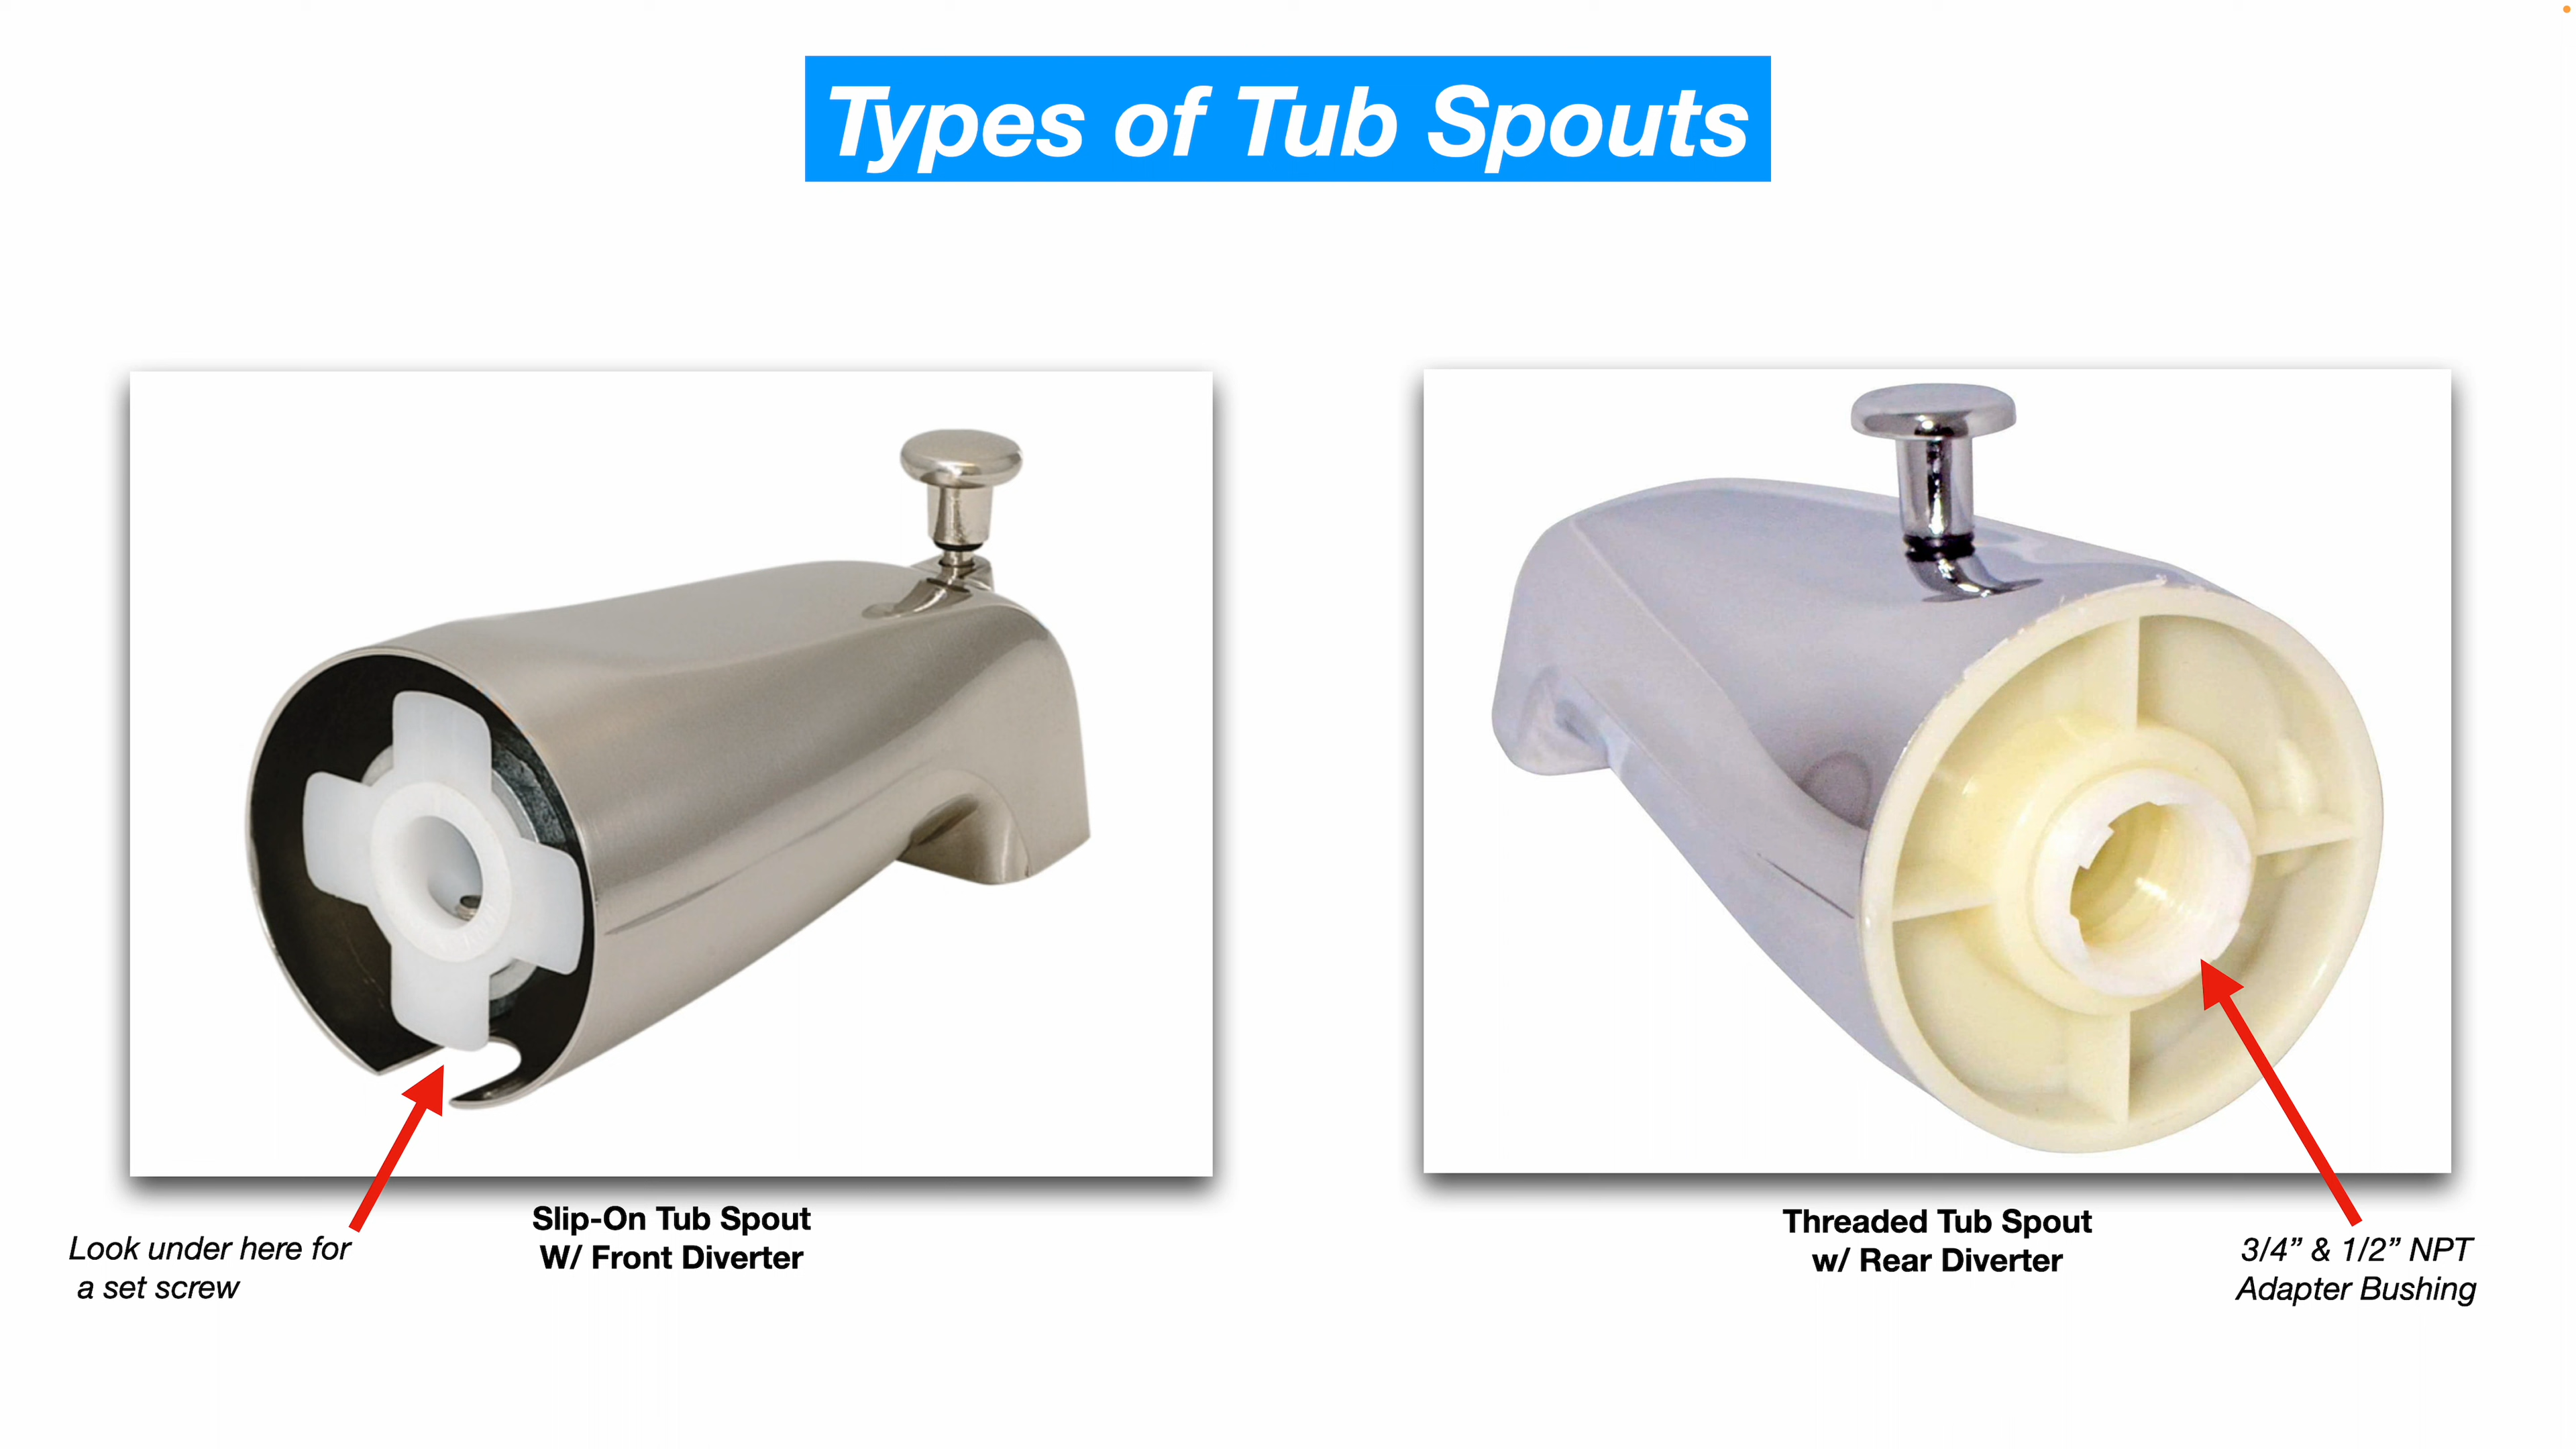 Types of Tub Spouts
Slip-On Tub Spout
W/ Front Diverter
Look under here for
a set screw
Threaded Tub Spout
w/ Rear Diverter
3/4” & 1/2” NPT
Adapter Bushing